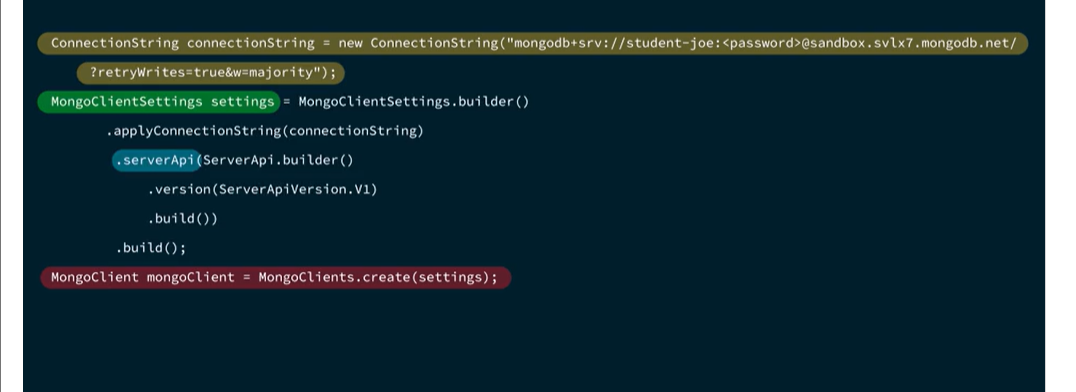 ConnectionString connectionString = new ConnectionString("mongodb+srv://student-joe:<password>@sandbox.svlx7.mongodb.net/
?retryWrites=true&w=majority");
MongoClientSettings settings = MongoClientSettings.builder()
.applyConnectionString(connectionString)
.serverApi(ServerApi.builder()
.version(ServerApiVersion.V1)
.build())
.build();
MongoClient mongoClient = MongoClients.create(settings);